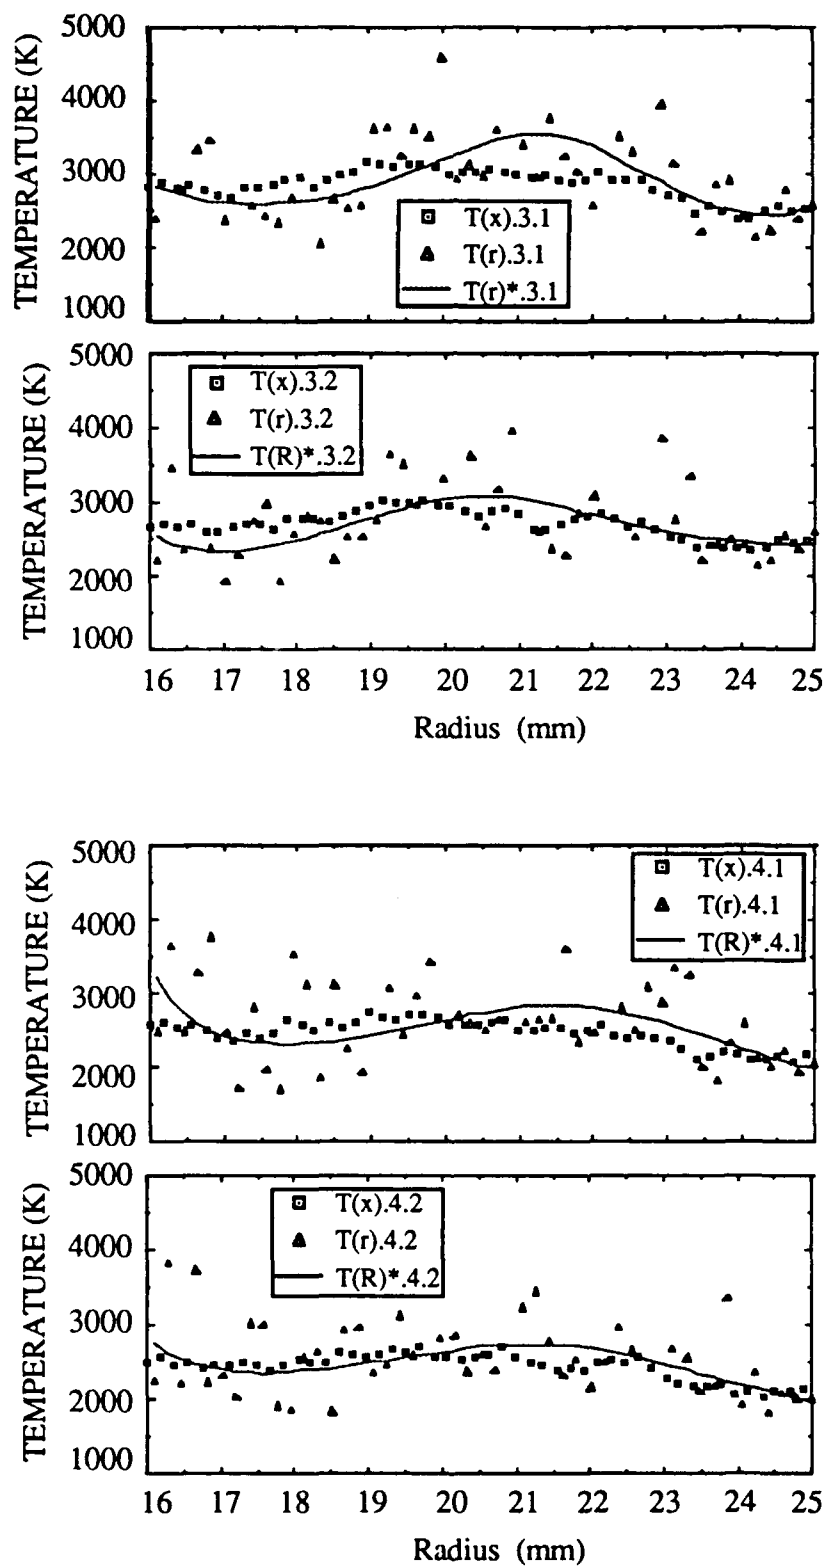 TEMPERATURE (K)
5000
4000
3000
2000
1000
T(x).3.1
T(r).3.1
T(r)*.3.1
TEMPERATURE (K)
5000
4000
3000
2000
1000
T(x).3.2
T(r).3.2
T(R)*.3.2
16 17 18 19 20 21 22 23 24 25
Radius (mm)
TEMPERATURE (K)
5000
4000
3000
2000
1000
T(x).4.1
T(r).4.1
T(R)*.4.1
TEMPERATURE (K)
5000
4000
3000
2000
1000
T(x).4.2
T(r).4.2
T(R)*.4.2
16 17 18 19 20 21 22 23 24 25
Radius (mm)